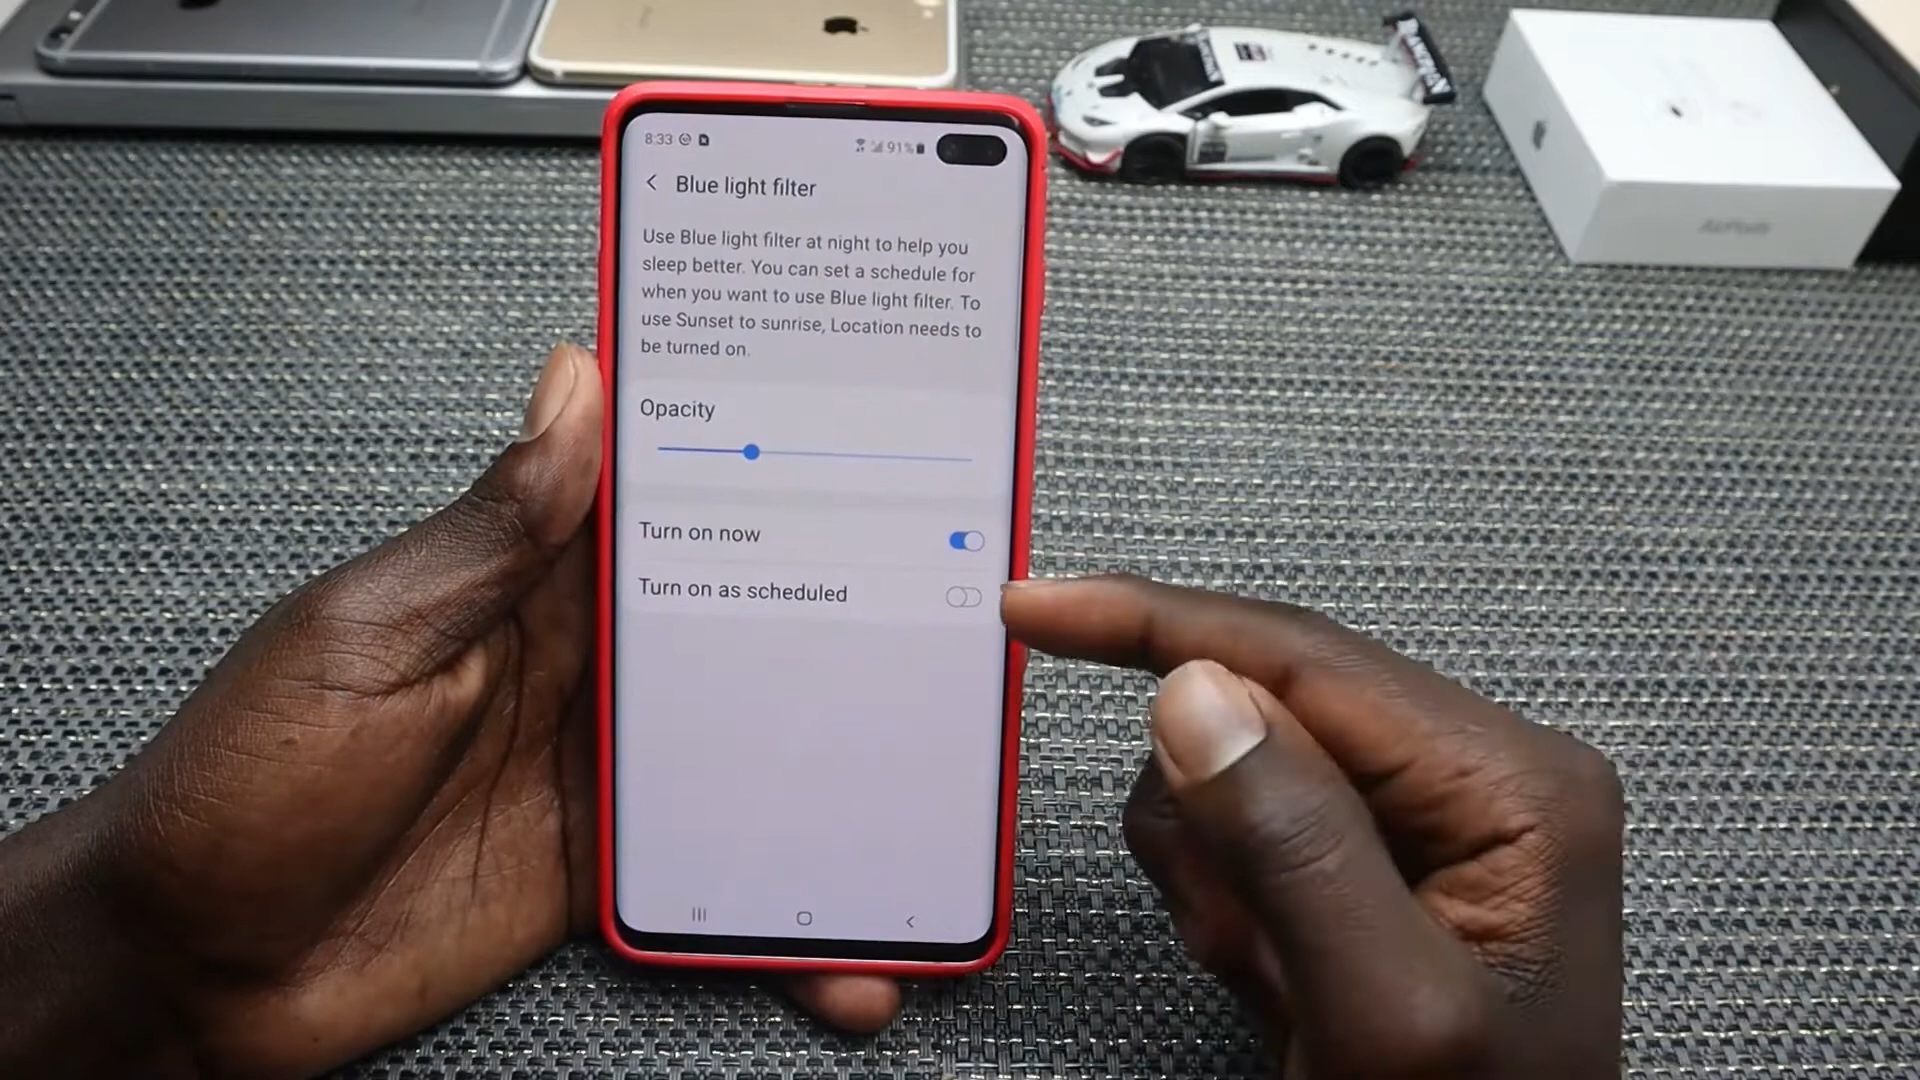 8:33
91%
Blue light filter
Use Blue light filter at night to help you
sleep better. You can set a schedule for
when you want to use Blue light filter. To
use Sunset to sunrise, Location needs to
be turned on.
Opacity
Turn on now
Turn on as scheduled
AirPods